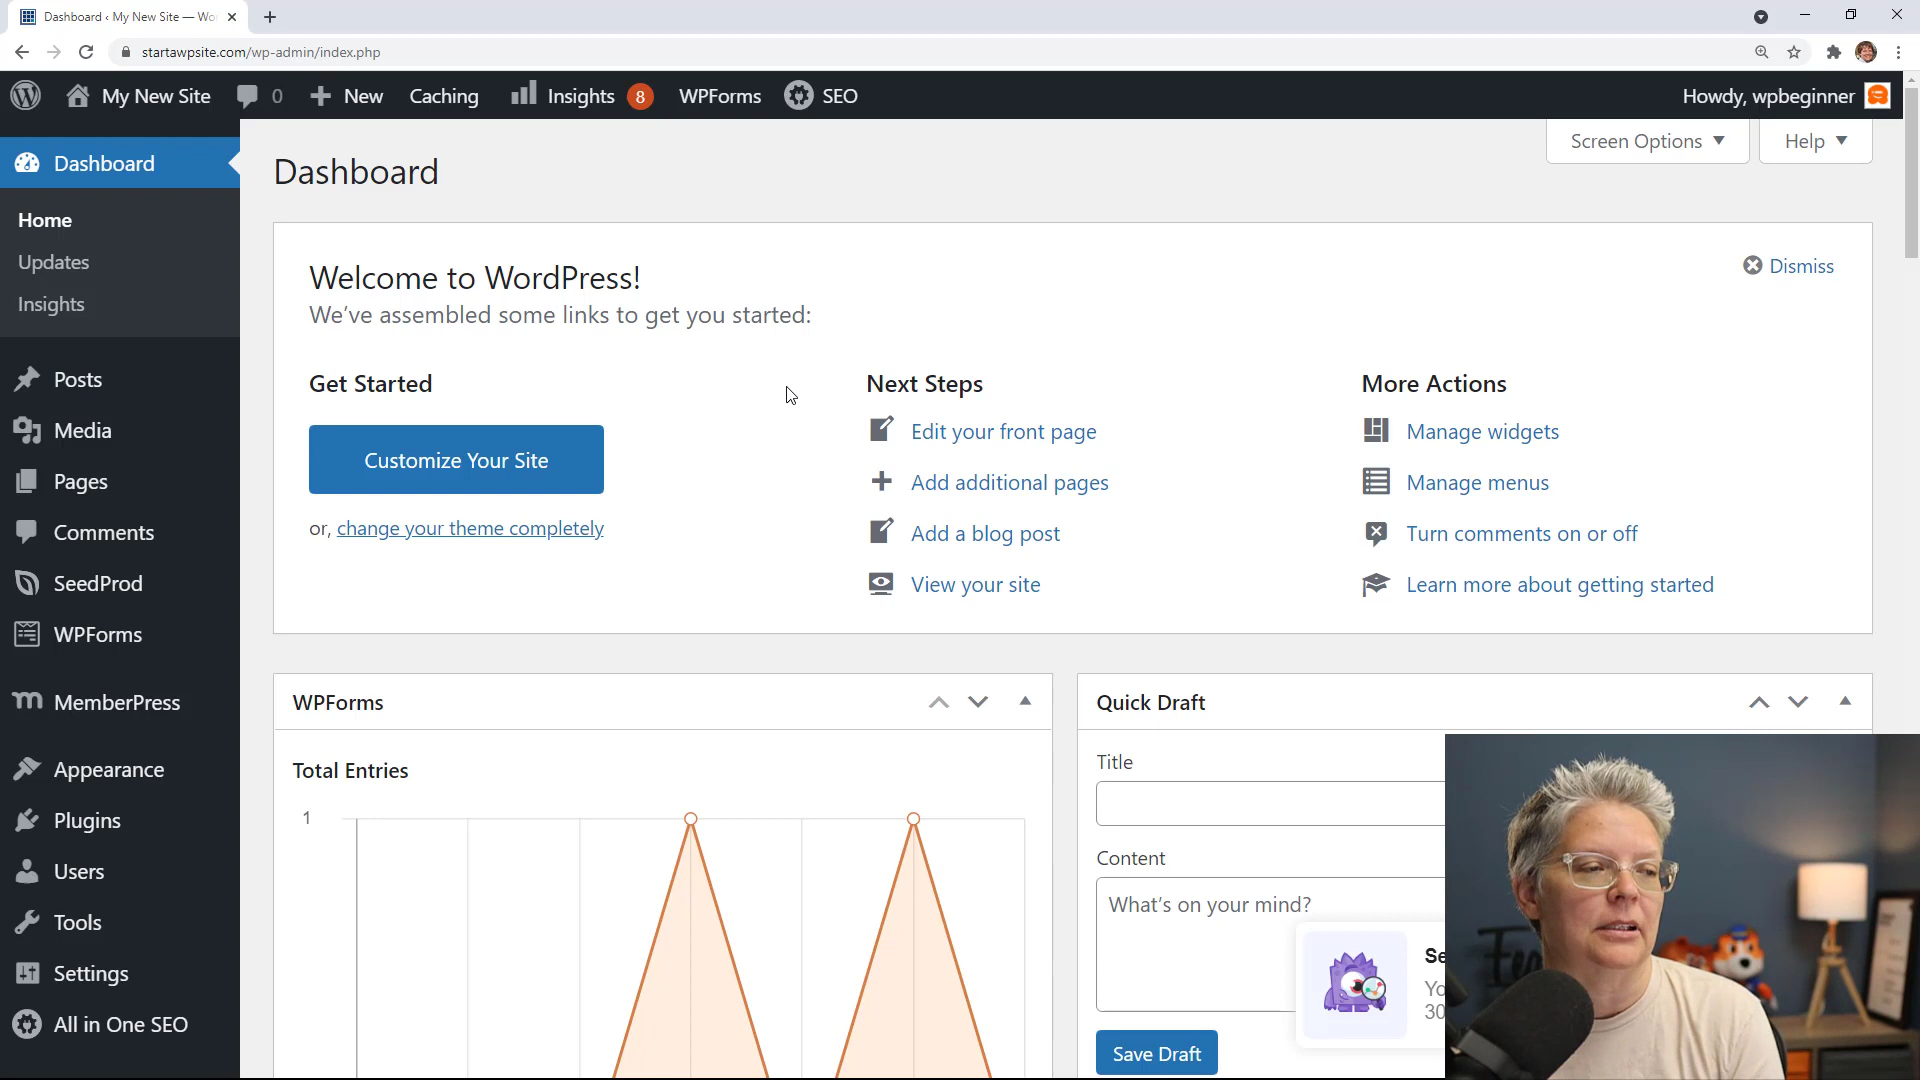 Dashboard ‹ My New Site — Wo
startawpsite.com/wp-admin/index.php
My New Site
0
New
Caching
Insights
8
WPForms
SEO
Howdy, wpbeginner
Dashboard
Home
Updates
Insights
Posts
Media
Pages
Comments
SeedProd
WPForms
MemberPress
Appearance
Plugins
Users
Tools
Settings
All in One SEO
Dashboard
Screen Options
Help
Welcome to WordPress!
We've assembled some links to get you started:
Dismiss
Get Started
Customize Your Site
or, change your theme completely
Next Steps
Edit your front page
Add additional pages
Add a blog post
View your site
More Actions
Manage widgets
Manage menus
Turn comments on or off
Learn more about getting started
WPForms
Total Entries
1
Quick Draft
Title
Content
What's on your mind?
Save Draft
Se
Yo
30